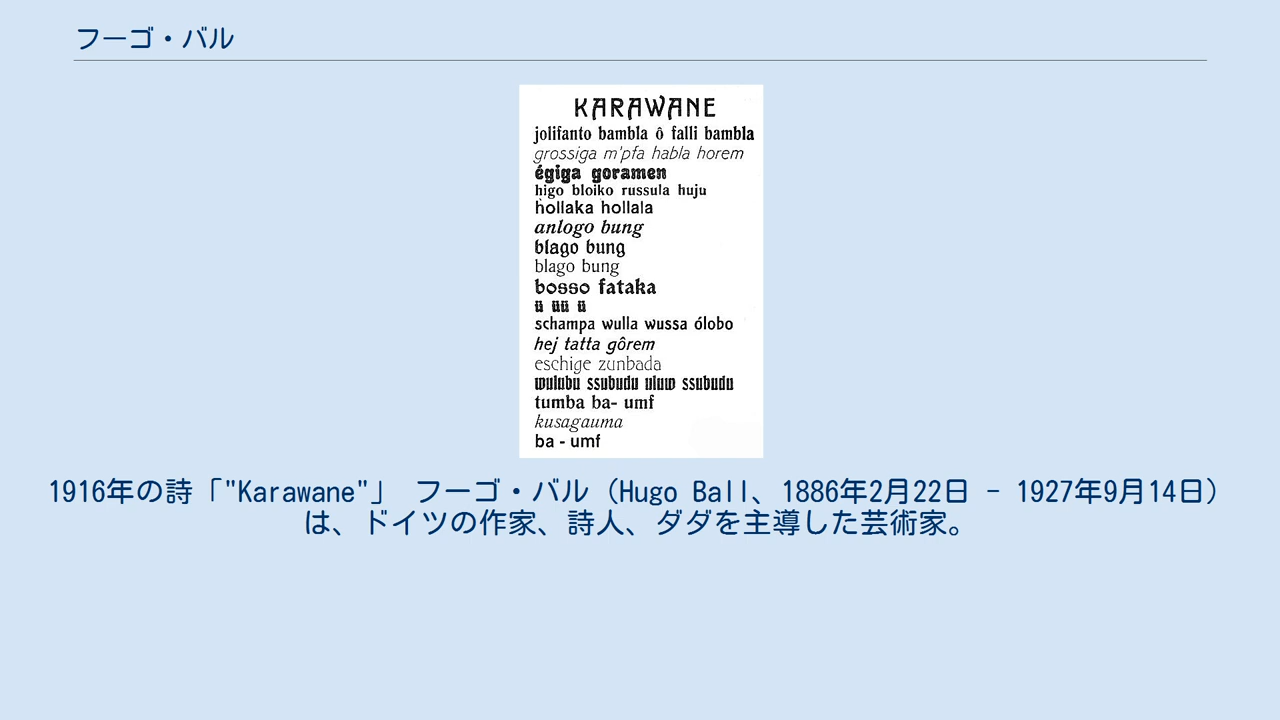 フーゴ・バル
KARAWANE
jolifanto bambla ô falli bambla
grossiga m'pfa habla horem
égiga goramen
higo bloiko russula huju
hollaka hollala
anlogo bung
blago bung
blago bung
bosso fataka
ü üü ü
schampa wulla wussa ólobo
hej tatta gôrem
eschige zunbada
wulubu ssubudu uluw ssubudu
tumba ba- umf
kusagauma
ba - umf
1916年の詩「"Karawane"」 フーゴ・バル（Hugo Ball、1886年2月22日 - 1927年9月14日）
は、ドイツの作家、詩人、ダダを主導した芸術家。